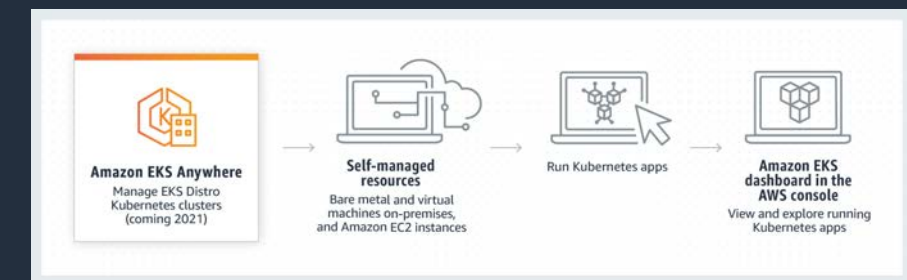 K
Amazon EKS Anywhere
Manage EKS Distro
Kubernetes clusters
(coming 2021)
Self-managed
resources
Bare metal and virtual
machines on-premises,
and Amazon EC2 instances
Run Kubernetes apps
Amazon EKS
dashboard in the
AWS console
View and explore running
Kubernetes apps